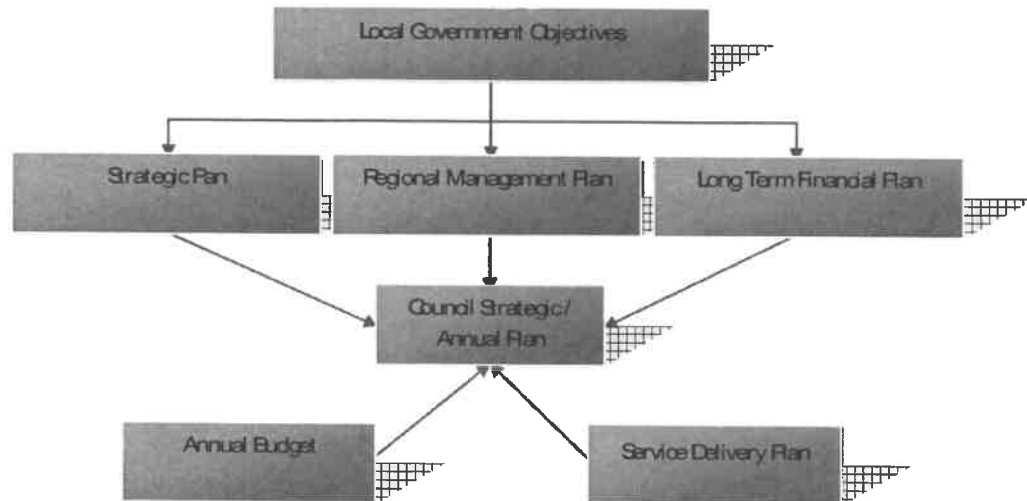 Local Government Objectives
Strategic Plan
Regional Management Plan
Long Term Financial Plan
Council Strategic /
Annual Plan
Annual Budget
Service Delivery Plan